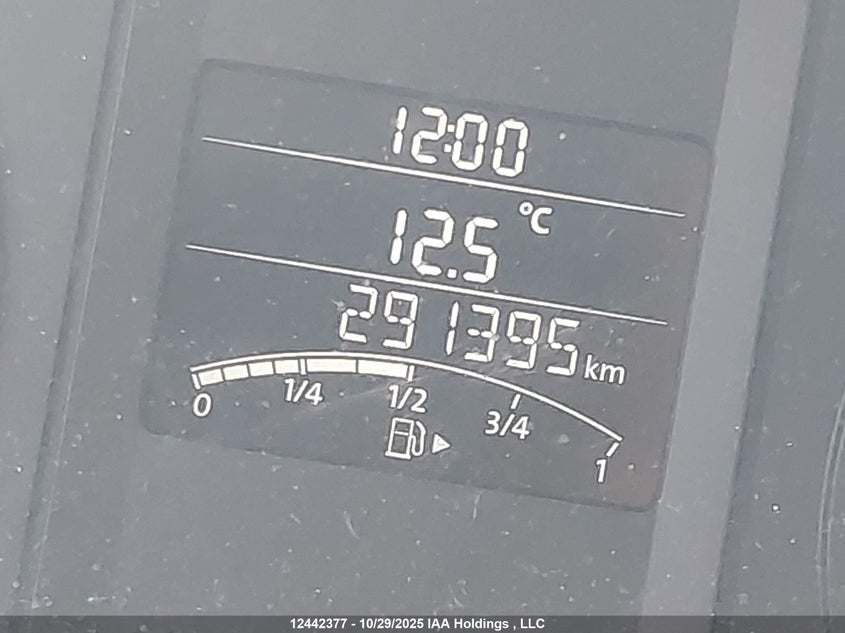 12:00
12.5 °C
291395 km
0 1/4 1/2 3/4 1
12442377 - 10/29/2025 IAA Holdings , LLC